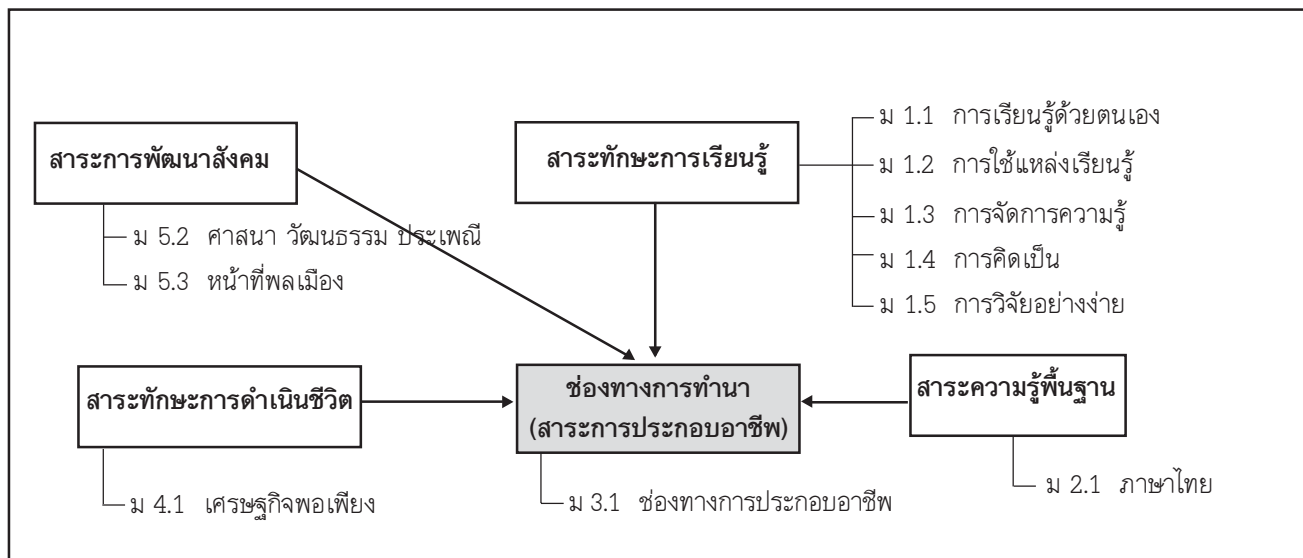 สาระการพัฒนาสังคม
ม 5.2 ศาสนา วัฒนธรรม ประเพณี
ม 5.3 หน้าที่พลเมือง
สาระทักษะการเรียนรู้
ม 1.1 การเรียนรู้ด้วยตนเอง
ม 1.2 การใช้แหล่งเรียนรู้
ม 1.3 การจัดการความรู้
ม 1.4 การคิดเป็น
ม 1.5 การวิจัยอย่างง่าย
สาระทักษะการดำเนินชีวิต
ม 4.1 เศรษฐกิจพอเพียง
ช่องทางการทำนา
(สาระการประกอบอาชีพ)
ม 3.1 ช่องทางการประกอบอาชีพ
สาระความรู้พื้นฐาน
ม 2.1 ภาษาไทย